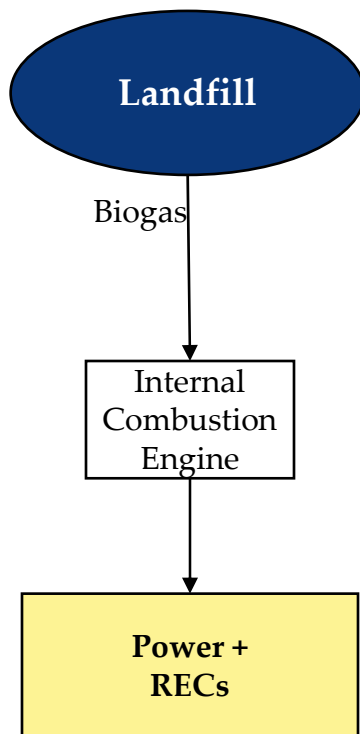 Landfill
Biogas
Internal
Combustion
Engine
Power +
RECs